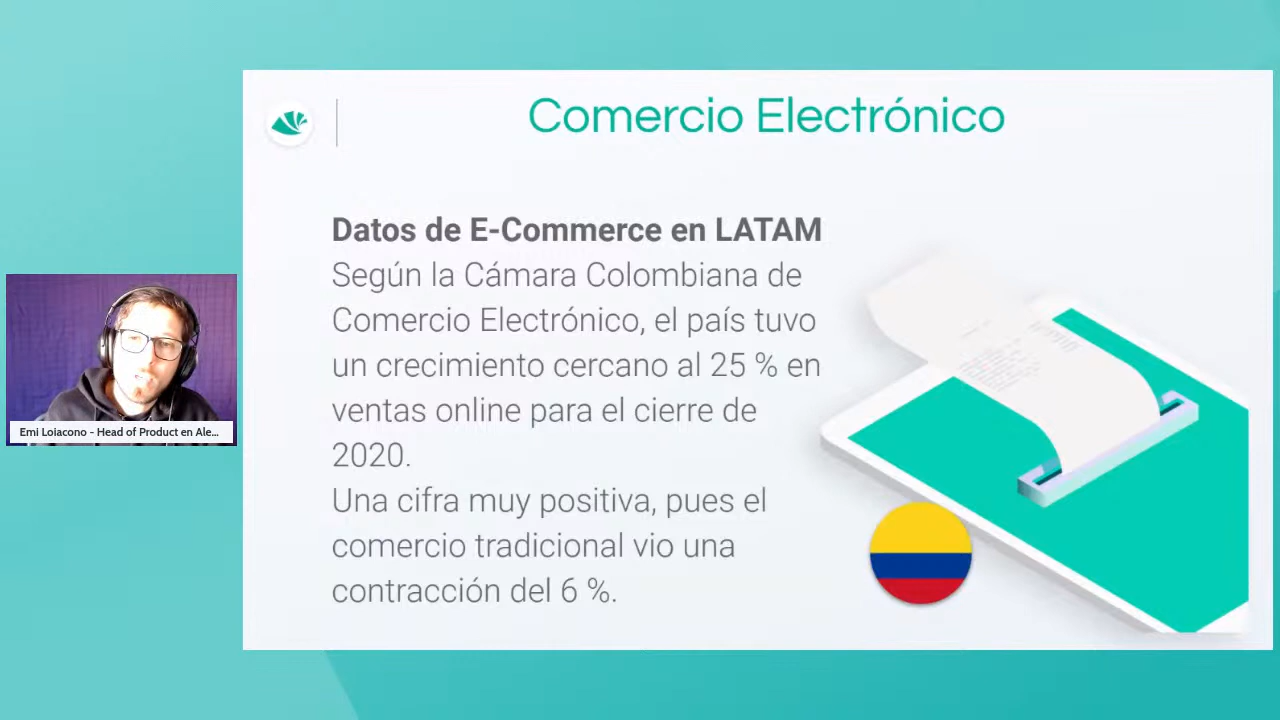 Comercio Electrónico
Datos de E-Commerce en LATAM
Según la Cámara Colombiana de
Comercio Electrónico, el país tuvo
un crecimiento cercano al 25 % en
ventas online para el cierre de
2020.
Una cifra muy positiva, pues el
comercio tradicional vio una
contracción del 6 %.
Emi Loiacono - Head of Product en Ale...